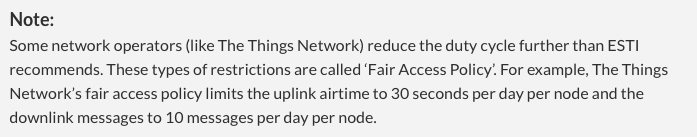 Note:
Some network operators (like The Things Network) reduce the duty cycle further than ESTI
recommends. These types of restrictions are called ‘Fair Access Policy’. For example, The Things
Network’s fair access policy limits the uplink airtime to 30 seconds per day per node and the
downlink messages to 10 messages per day per node.